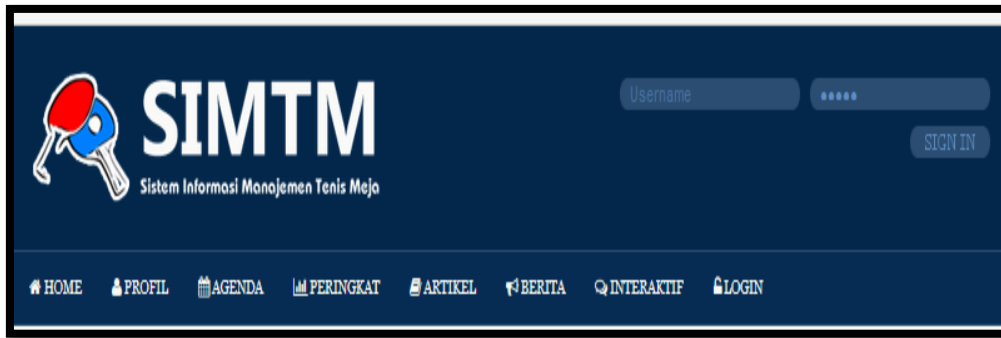 SIMTM
Sistem Informasi Manajemen Tenis Meja
Username
•••••
SIGN IN
HOME PROFIL AGENDA PERINGKAT ARTIKEL BERITA INTERAKTIF LOGIN